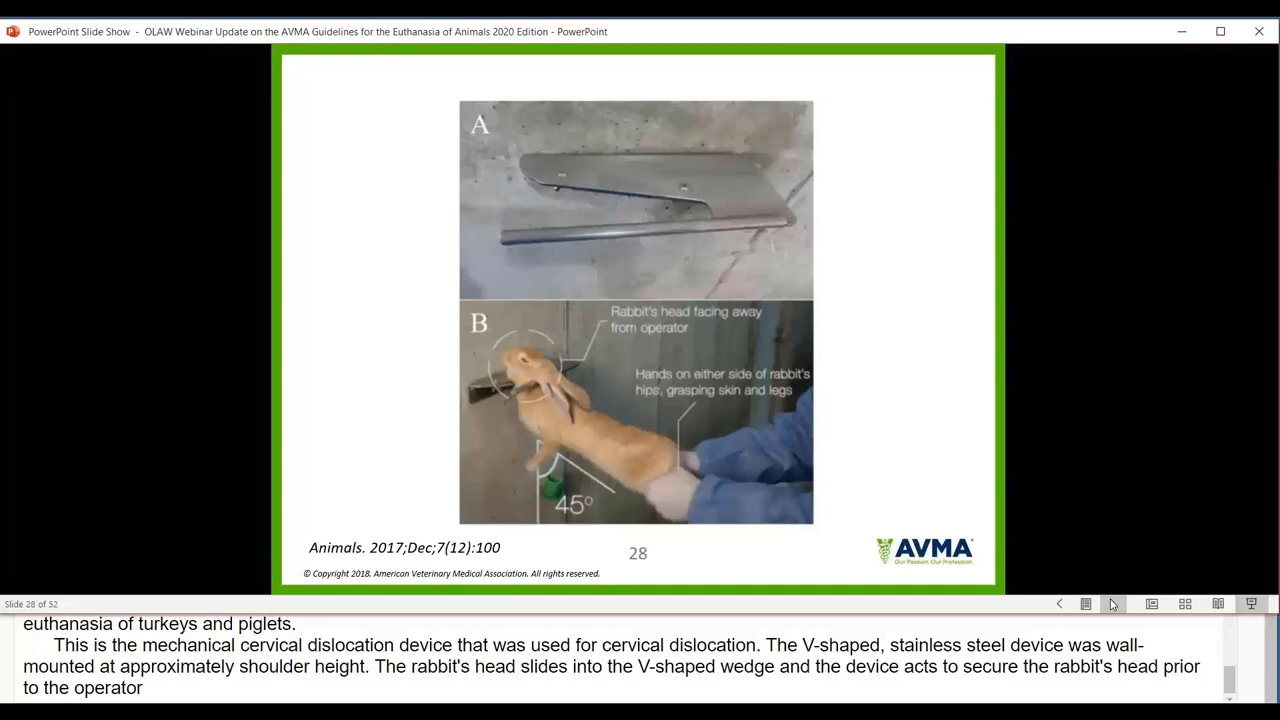 PowerPoint Slide Show - OLAW Webinar Update on the AVMA Guidelines for the Euthanasia of Animals 2020 Edition - PowerPoint
A
B
Rabbit's head facing away
from operator
Hands on either side of rabbit's
hips, grasping skin and legs
45°
Animals. 2017;Dec;7(12):100
28
AVMA
Our Passion. Our Profession.
© Copyright 2018. American Veterinary Medical Association. All rights reserved.
Slide 28 of 52
euthanasia of turkeys and piglets.
This is the mechanical cervical dislocation device that was used for cervical dislocation. The V-shaped, stainless steel device was wall-
mounted at approximately shoulder height. The rabbit's head slides into the V-shaped wedge and the device acts to secure the rabbit's head prior
to the operator